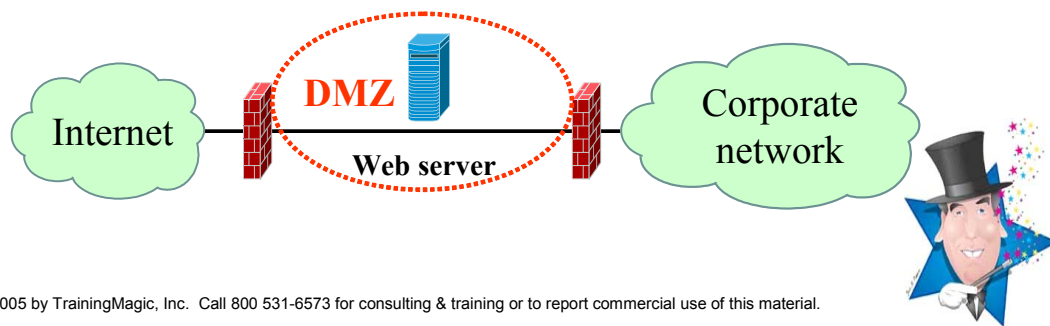 DMZ
Internet
Corporate
network
Web server
005 by TrainingMagic, Inc. Call 800 531-6573 for consulting & training or to report commercial use of this material.